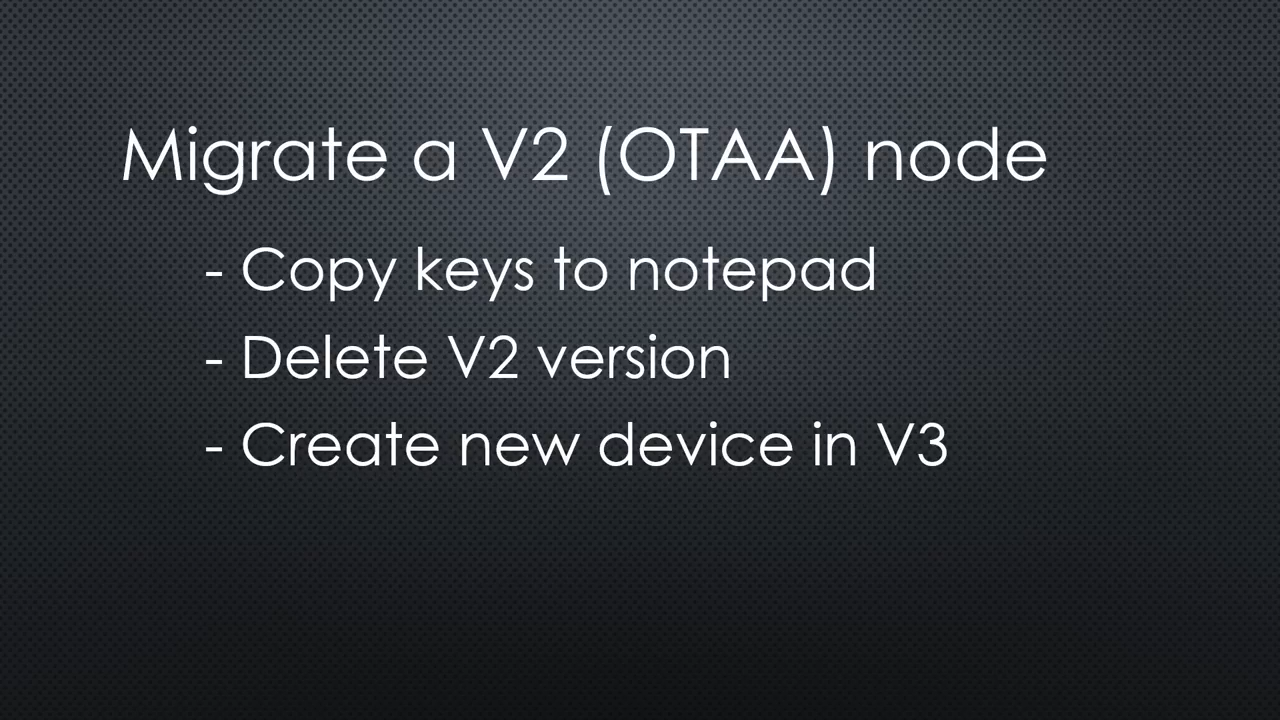 Migrate a V2 (OTAA) node
- Copy keys to notepad
- Delete V2 version
- Create new device in V3